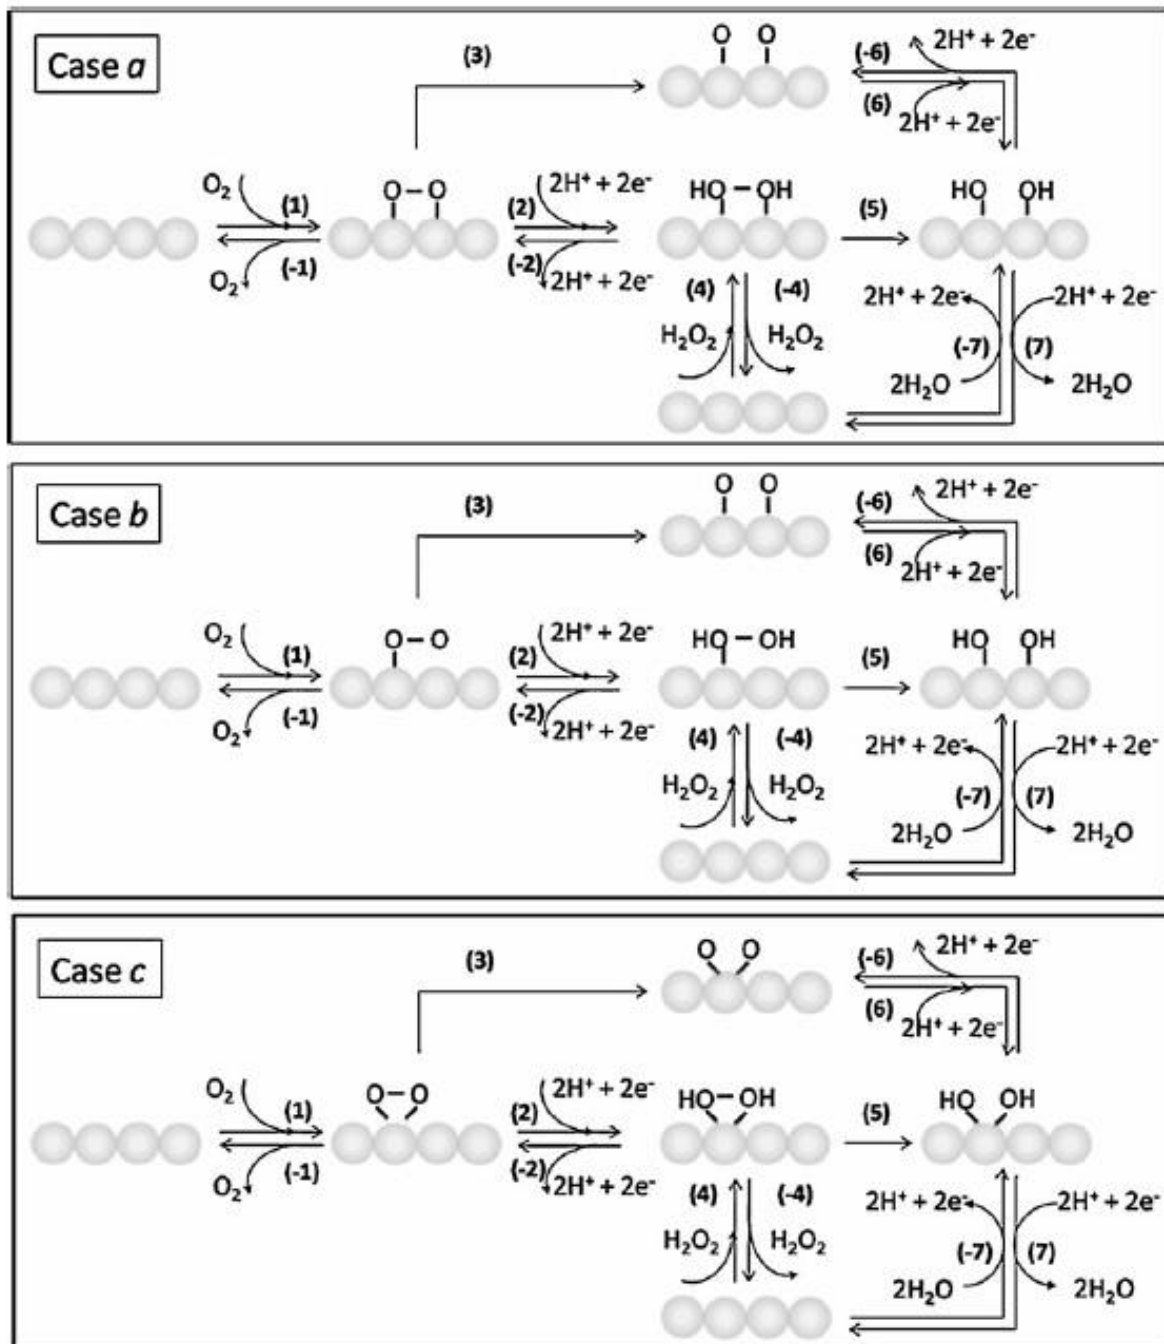 Case a
(3)
O O
(-6)
2H⁺ + 2e⁻
(6)
2H⁺ + 2e⁻
O₂
(1)
(-1)
O₂
O – O
(2)
2H⁺ + 2e⁻
(-2)
2H⁺ + 2e⁻
HO – OH
(5)
HO OH
(4)
(-4)
H₂O₂
H₂O₂
2H⁺ + 2e⁻
2H⁺ + 2e⁻
(-7)
(7)
2H₂O
2H₂O
Case b
(3)
O O
(-6)
2H⁺ + 2e⁻
(6)
2H⁺ + 2e⁻
O₂
(1)
(-1)
O₂
O – O
(2)
2H⁺ + 2e⁻
(-2)
2H⁺ + 2e⁻
HO – OH
(5)
HO OH
(4)
(-4)
H₂O₂
H₂O₂
2H⁺ + 2e⁻
2H⁺ + 2e⁻
(-7)
(7)
2H₂O
2H₂O
Case c
(3)
O O
(-6)
2H⁺ + 2e⁻
(6)
2H⁺ + 2e⁻
O₂
(1)
(-1)
O₂
O – O
(2)
2H⁺ + 2e⁻
(-2)
2H⁺ + 2e⁻
HO – OH
(5)
HO OH
(4)
(-4)
H₂O₂
H₂O₂
2H⁺ + 2e⁻
2H⁺ + 2e⁻
(-7)
(7)
2H₂O
2H₂O